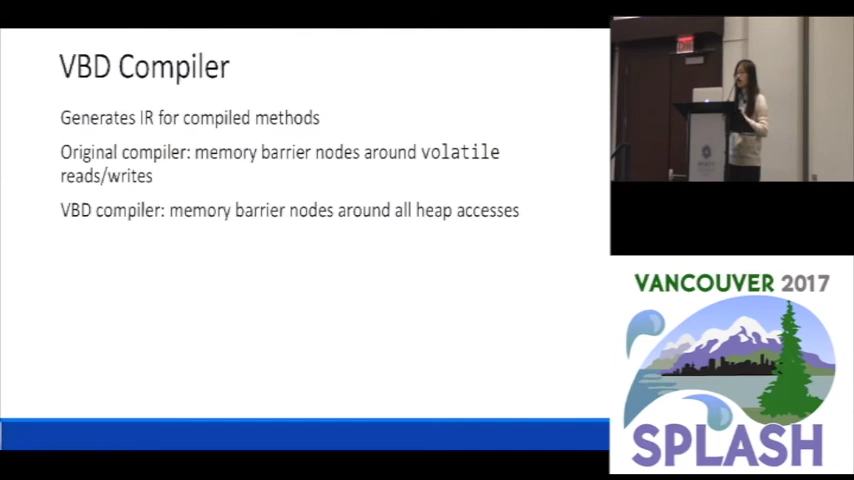 VBD Compiler
Generates IR for compiled methods
Original compiler: memory barrier nodes around volatile
reads/writes
VBD compiler: memory barrier nodes around all heap accesses
VANCOUVER 2017
SPLASH